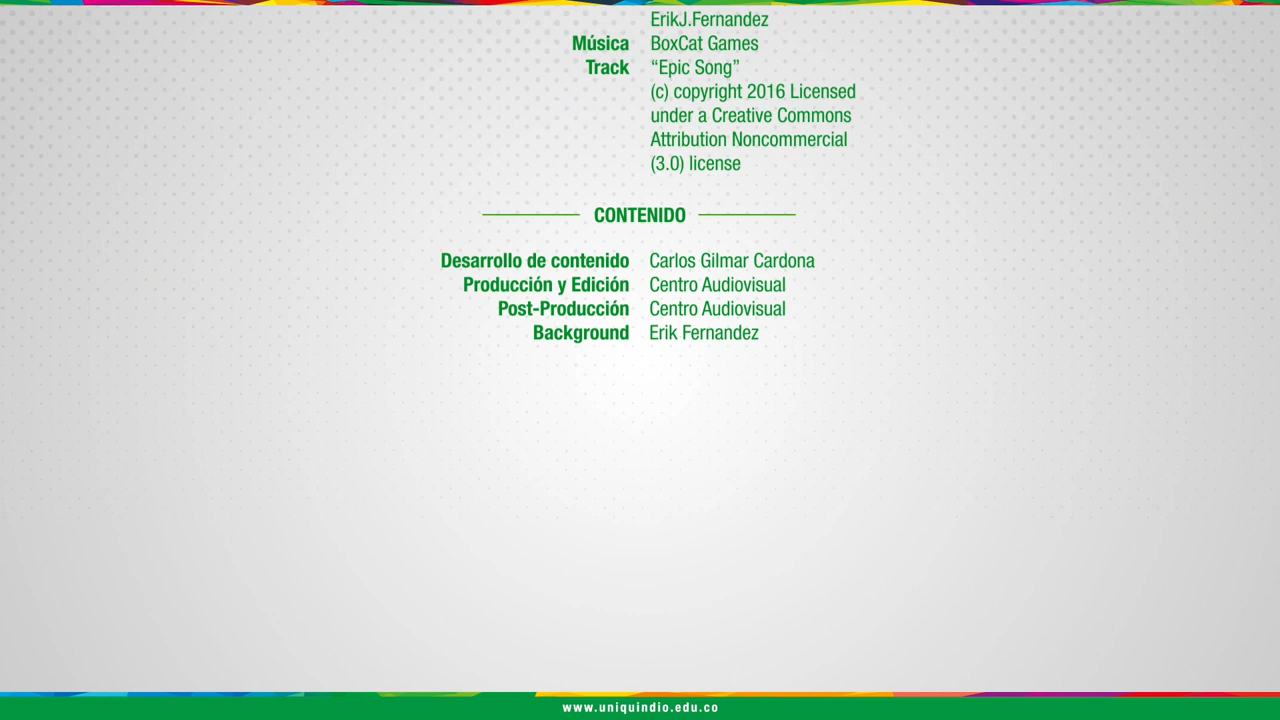 ErikJ.Fernandez
Música BoxCat Games
Track “Epic Song”
(c) copyright 2016 Licensed
under a Creative Commons
Attribution Noncommercial
(3.0) license
CONTENIDO
Desarrollo de contenido Carlos Gilmar Cardona
Producción y Edición Centro Audiovisual
Post-Producción Centro Audiovisual
Background Erik Fernandez
www.uniquindio.edu.co